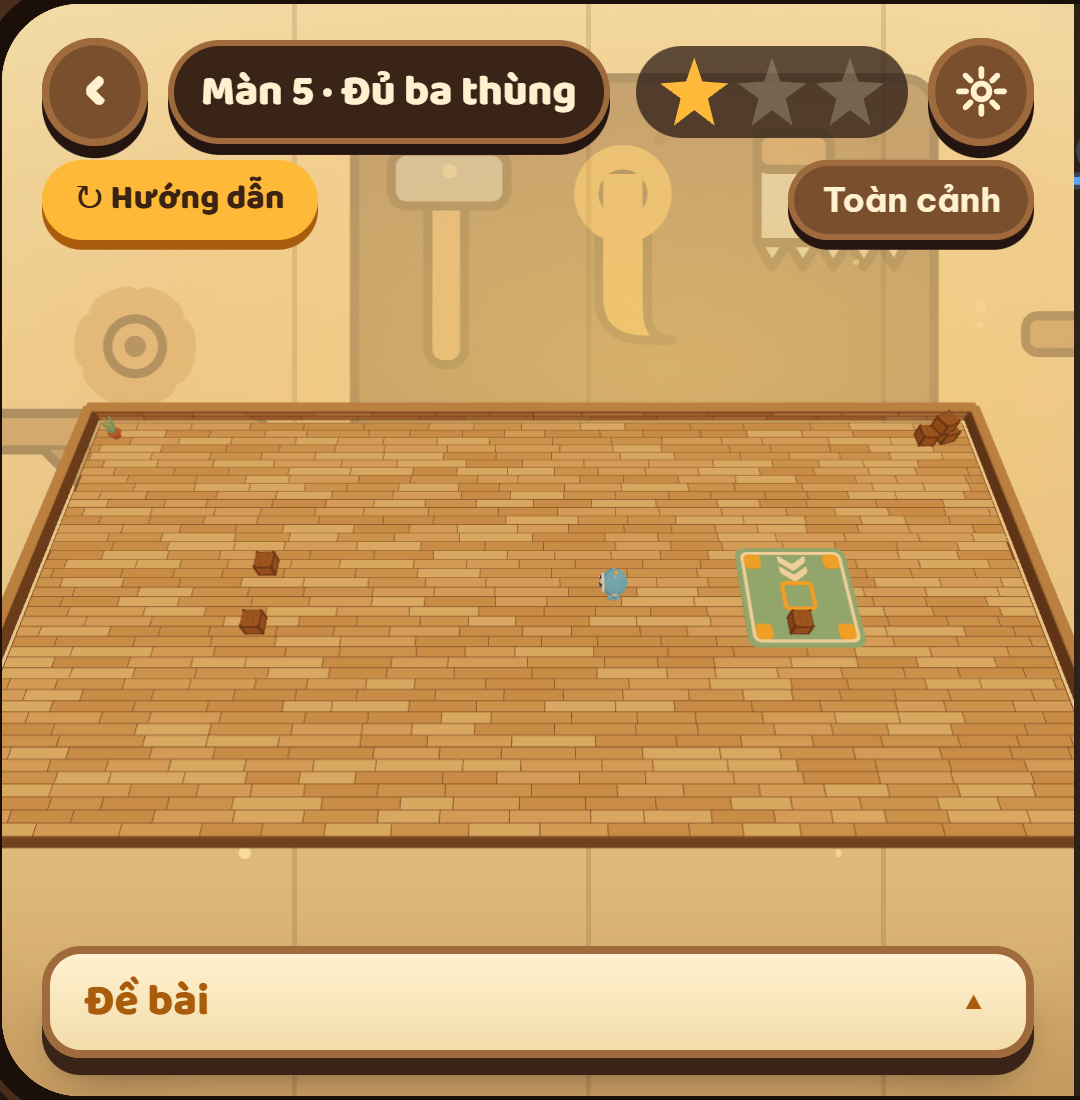 Màn 5 • Đủ ba thùng
↻ Hướng dẫn
Toàn cảnh
Đề bài